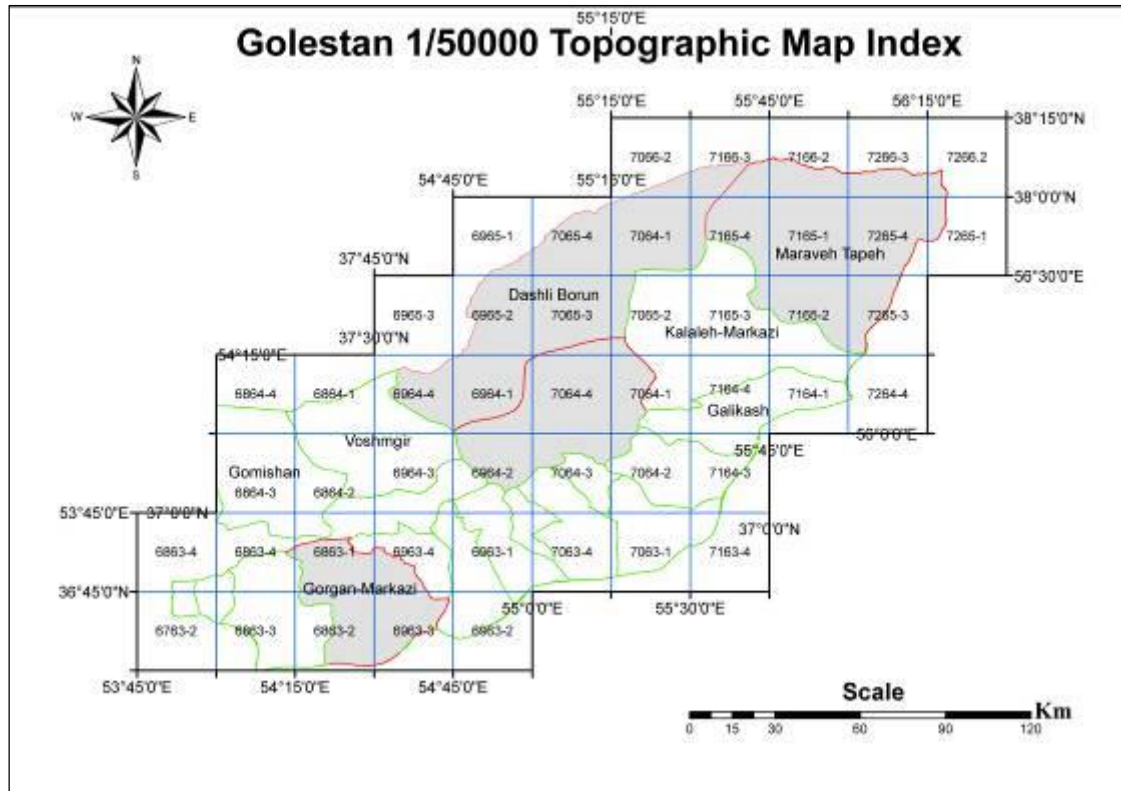 55°15'0"E
Golestan 1/50000 Topographic Map Index
N
W E
S
55°15'0"E 55°45'0"E 56°15'0"E
38°15'0"N
7066-2 7166-3 7166-2 7266-3 7266.2
54°45'0"E 55°15'0"E
38°0'0"N
6965-1 7065-4 7064-1 7165-4 7165-1 7265-4 7265-1
Maraveh Tapeh
37°45'0"N
56°30'0"E
Dashli Borun
6965-3 6965-2 7065-3 7065-2 7165-3 7165-2 7265-3
Kalaleh-Markazi
37°30'0"N
54°15'0"E
6864-4 6864-1 6964-4 6964-1 7064-4 7064-1 7164-4 7164-1 7264-4
Galikash
56°0'0"E
Voshmgir
55°45'0"E
Gomishan
6964-3 6964-2 7064-3 7064-2 7164-3
6864-3 6864-2
53°45'0"E 37°0'0"N
37°0'0"N
6863-4 6863-4 6863-1 6963-4 6963-1 7063-4 7063-1 7163-4
36°45'0"N
Gorgan-Markazi
55°0'0"E 55°30'0"E
6763-2 6863-3 6863-2 6963-3 6963-2
53°45'0"E 54°15'0"E 54°45'0"E
Scale
Km
0 15 30 60 90 120